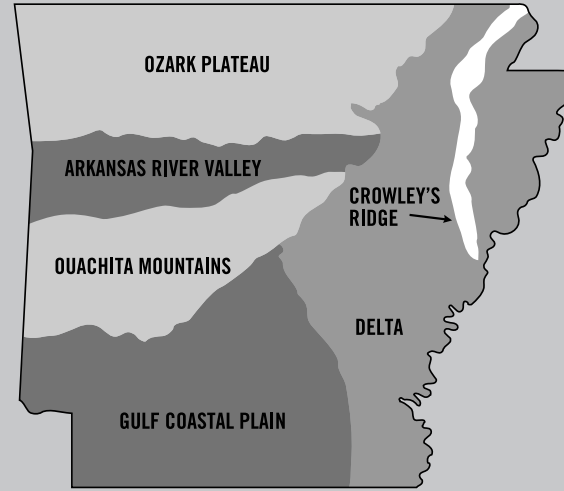 OZARK PLATEAU
ARKANSAS RIVER VALLEY
CROWLEY'S
RIDGE
OUACHITA MOUNTAINS
DELTA
GULF COASTAL PLAIN